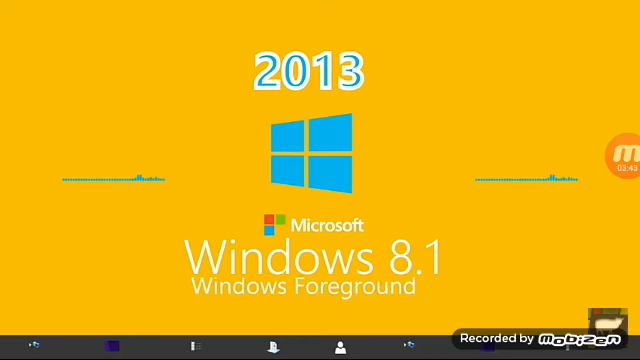 2013
Microsoft
Windows 8.1
Windows Foreground
03:43
Recorded by mobizen